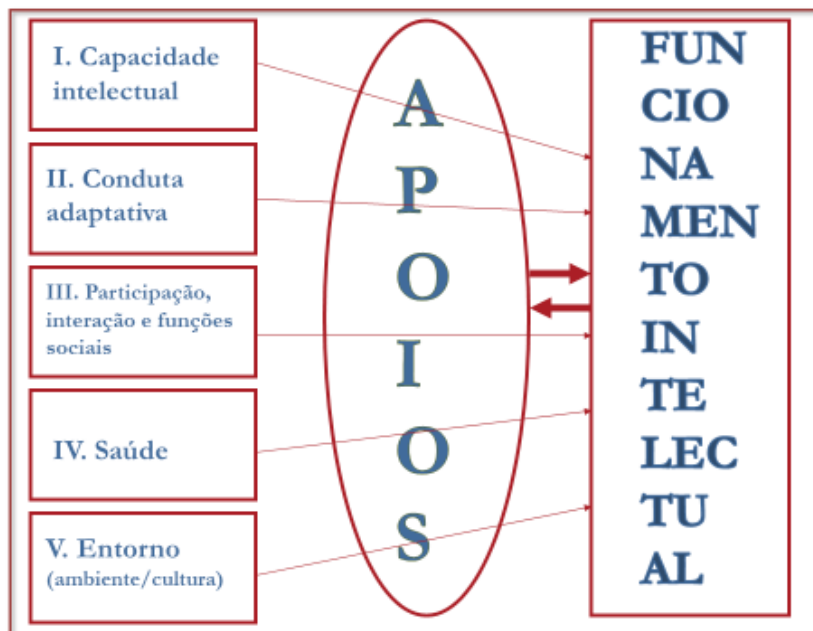 I. Capacidade
intelectual
II. Conduta
adaptativa
III. Participação,
interação e funções
sociais
IV. Saúde
V. Entorno
(ambiente/cultura)
A
P
O
I
O
S
FUN
CIO
NA
MEN
TO
IN
TE
LEC
TU
AL